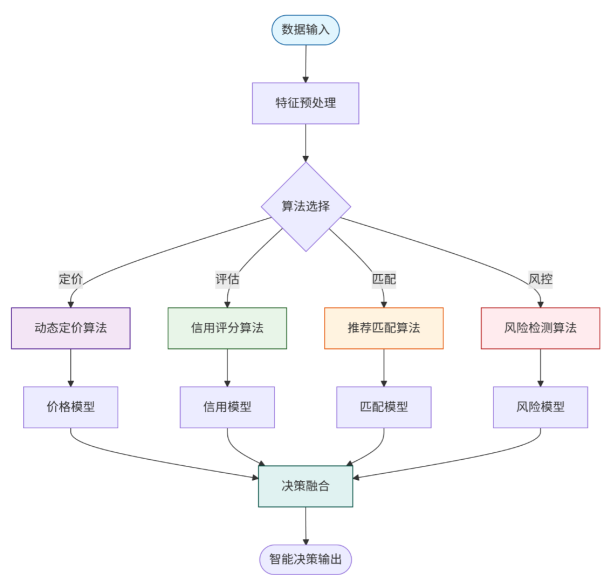 数据输入
特征预处理
算法选择
定价
评估
匹配
风控
动态定价算法
信用评分算法
推荐匹配算法
风险检测算法
价格模型
信用模型
匹配模型
风险模型
决策融合
智能决策输出